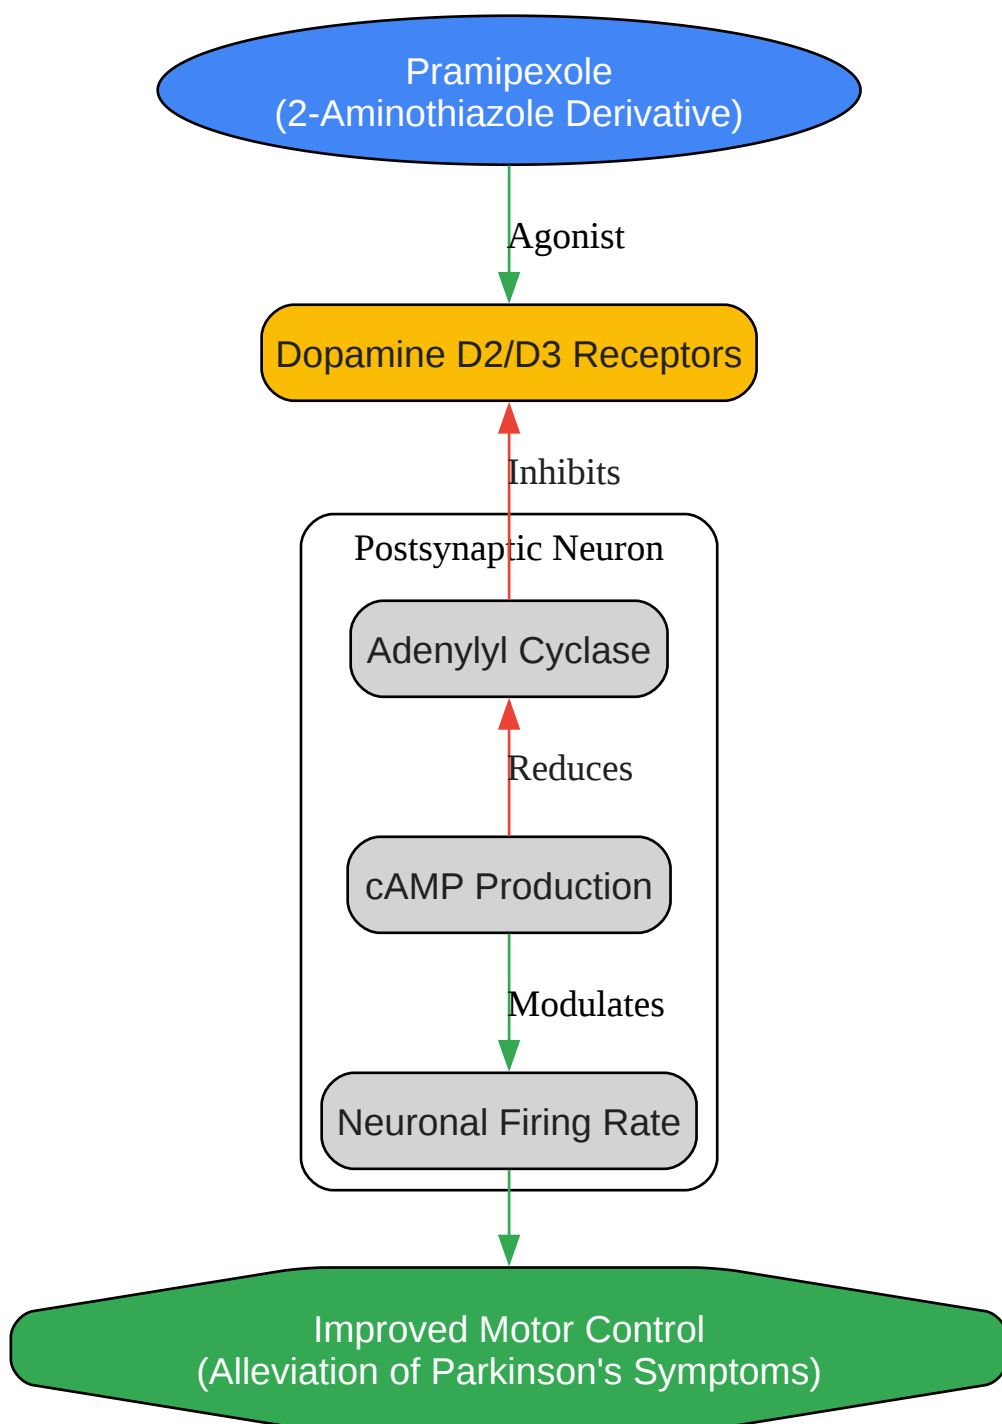 Pramipexole
(2-Aminothiazole Derivative)
Agonist
Dopamine D2/D3 Receptors
Inhibits
Postsynaptic Neuron
Adenylyl Cyclase
Reduces
cAMP Production
Modulates
Neuronal Firing Rate
Improved Motor Control
(Alleviation of Parkinson's Symptoms)